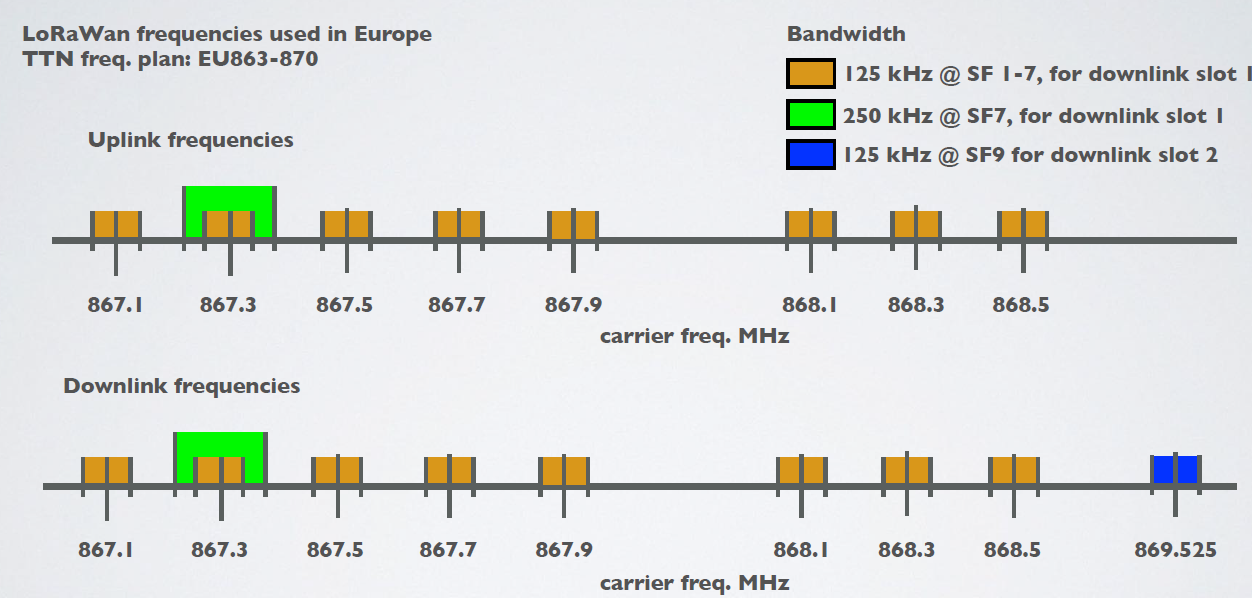 LoRaWan frequencies used in Europe
TTN freq. plan: EU863-870
Bandwidth
125 kHz @ SF 1-7, for downlink slot 1
250 kHz @ SF7, for downlink slot 1
125 kHz @ SF9 for downlink slot 2
Uplink frequencies
867.1 867.3 867.5 867.7 867.9 868.1 868.3 868.5
carrier freq. MHz
Downlink frequencies
867.1 867.3 867.5 867.7 867.9 868.1 868.3 868.5 869.525
carrier freq. MHz